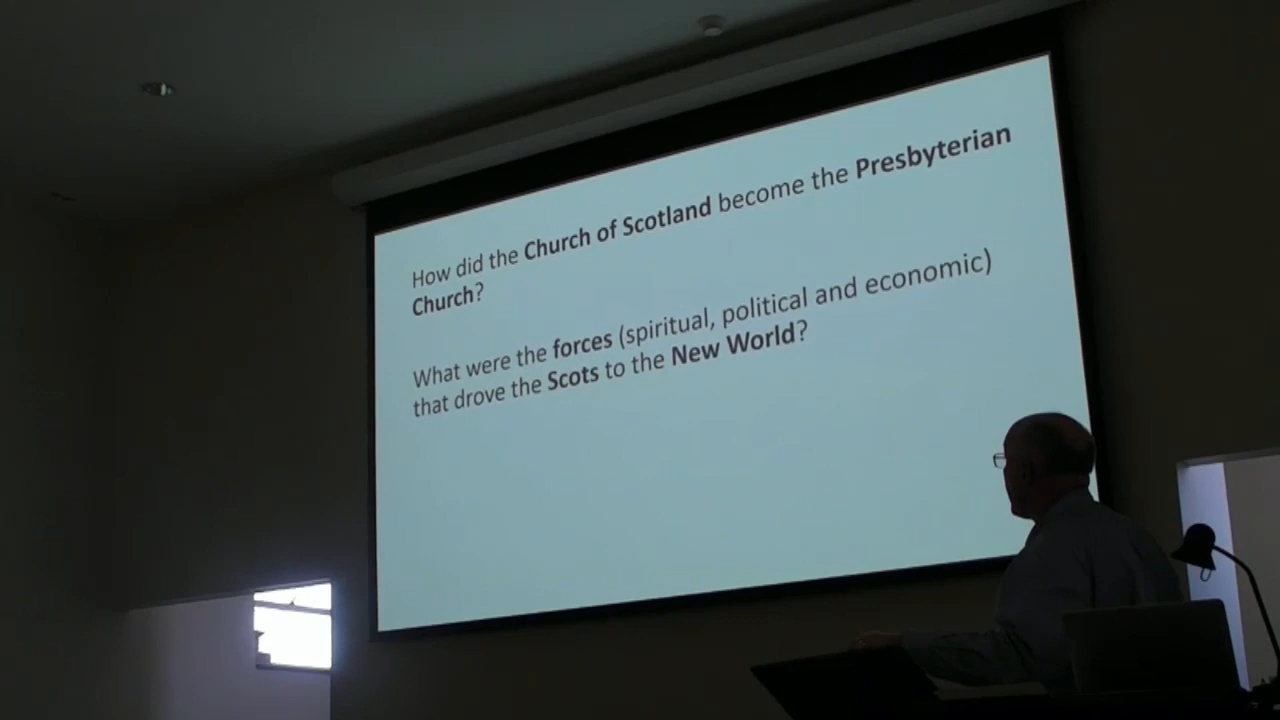 How did the Church of Scotland become the Presbyterian
Church?
What were the forces (spiritual, political and economic)
that drove the Scots to the New World?